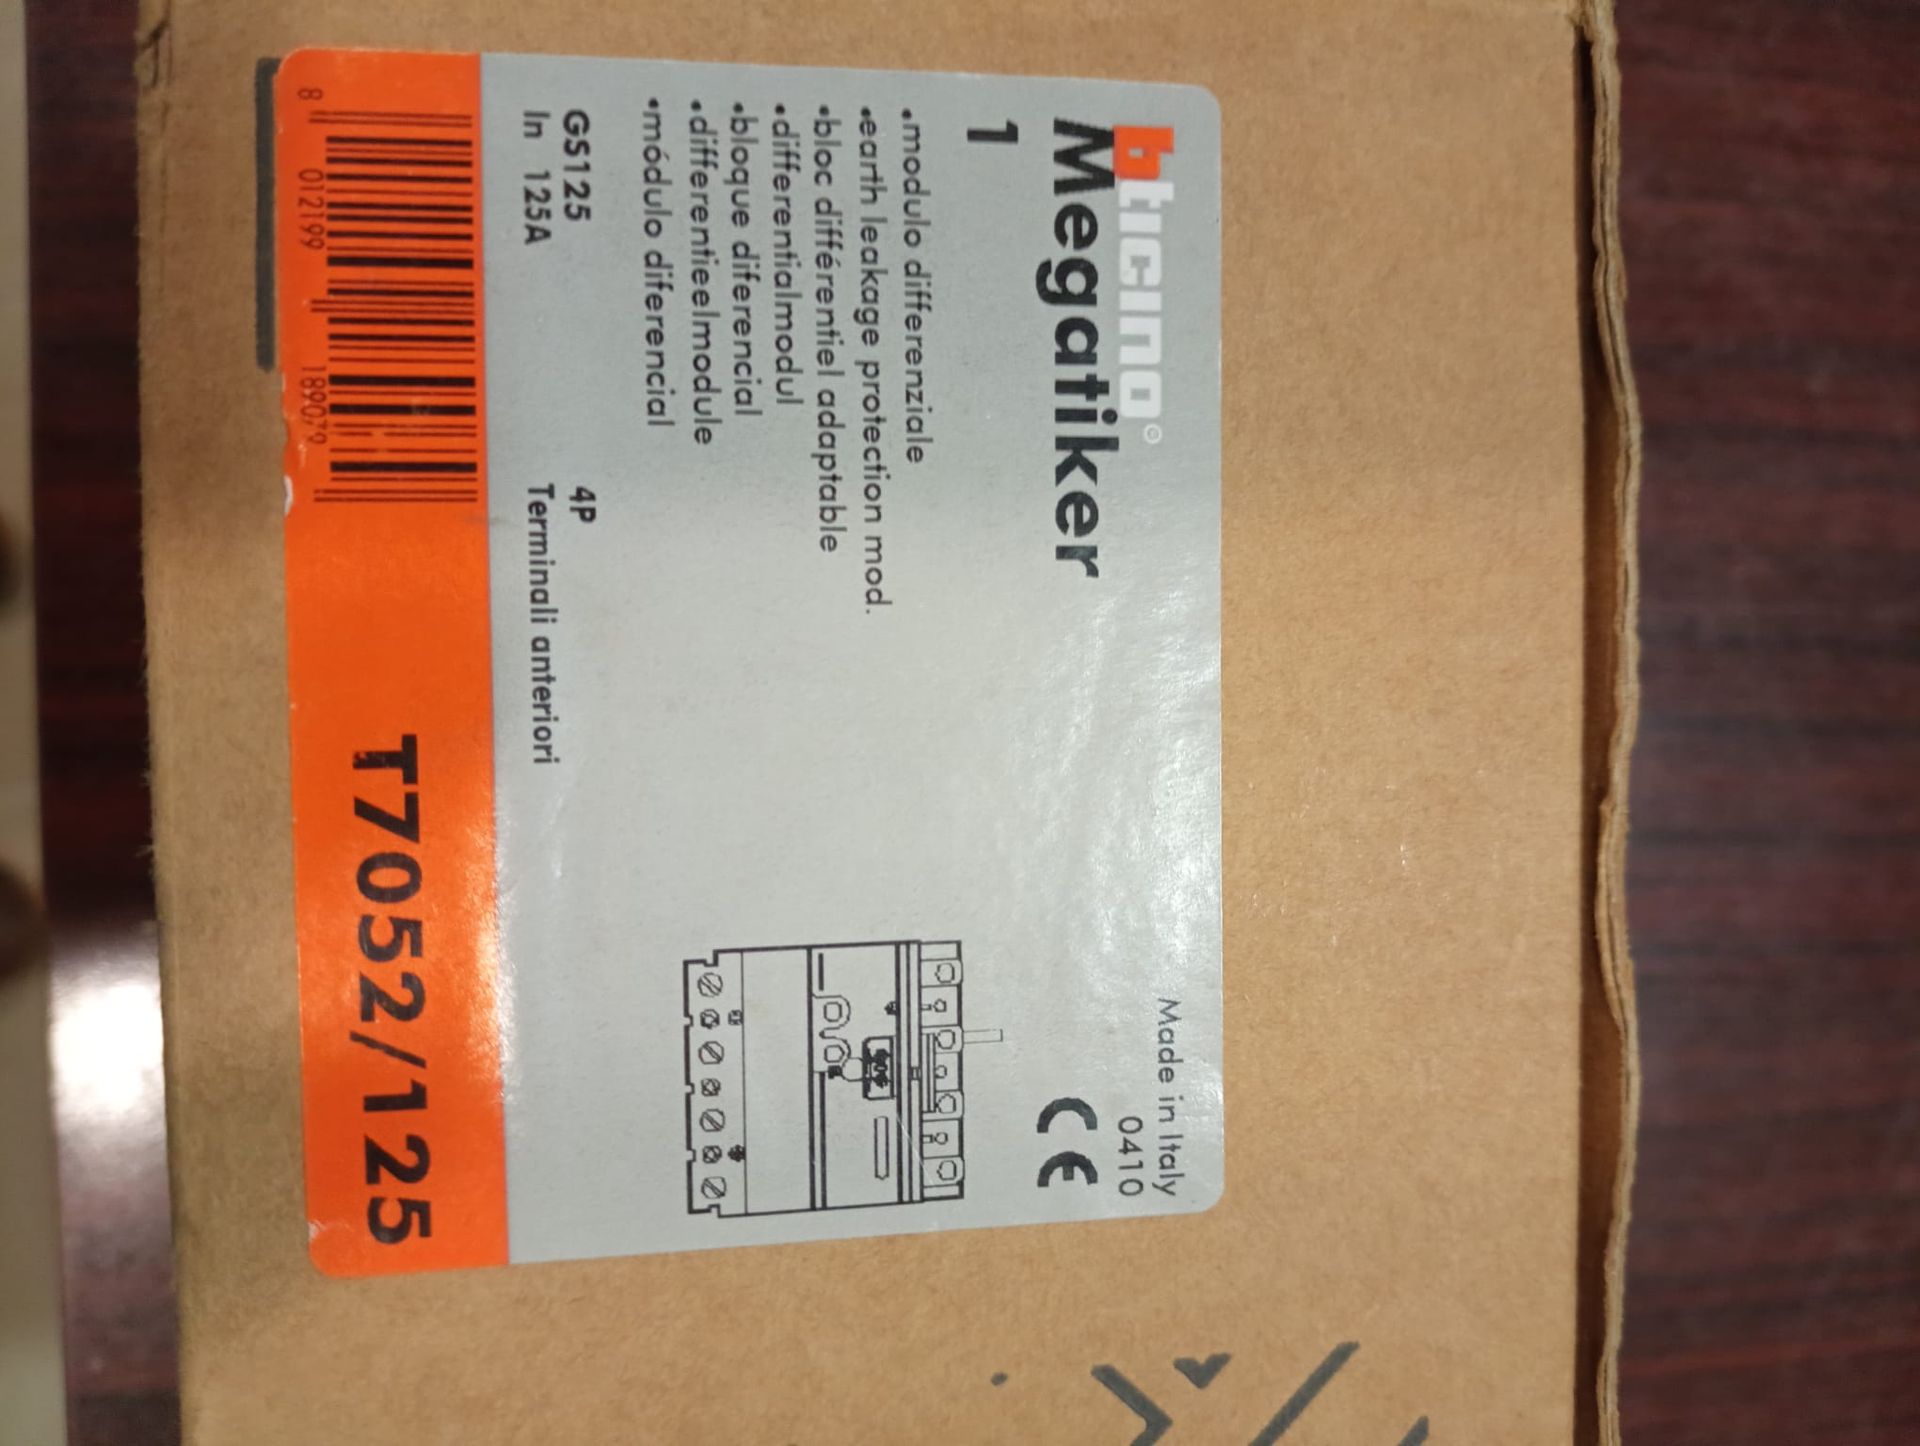 bticino®
Megatiker
1
•modulo differenziale
•earth leakage protection mod.
•bloc différentiel adaptable
•differentialmodul
•bloque diferencial
•differentieelmodule
•módulo diferencial
GS125
4P
In 125A
Terminali anteriori
Made in Italy
0410
CE
8 012199 189079
T7052/125